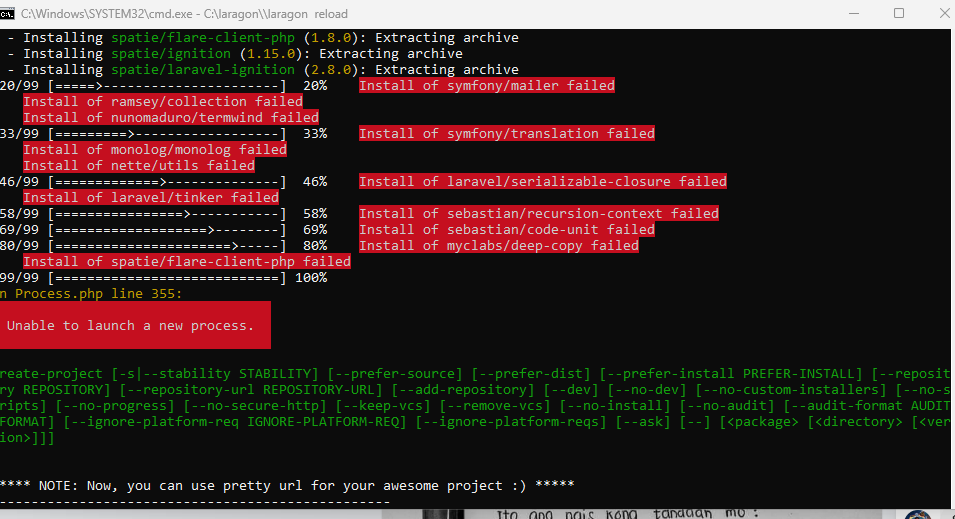 C:\Windows\SYSTEM32\cmd.exe - C:\laragon\\laragon reload
- Installing spatie/flare-client-php (1.8.0): Extracting archive
- Installing spatie/ignition (1.15.0): Extracting archive
- Installing spatie/laravel-ignition (2.8.0): Extracting archive
20/99 [=====>----------------------]  20%    Install of symfony/mailer failed
Install of ramsey/collection failed
Install of nunomaduro/termwind failed
33/99 [=========>------------------]  33%    Install of symfony/translation failed
Install of monolog/monolog failed
Install of nette/utils failed
46/99 [=============>--------------]  46%    Install of laravel/serializable-closure failed
Install of laravel/tinker failed
58/99 [================>-----------]  58%    Install of sebastian/recursion-context failed
69/99 [===================>--------]  69%    Install of sebastian/code-unit failed
80/99 [======================>-----]  80%    Install of myclabs/deep-copy failed
Install of spatie/flare-client-php failed
99/99 [============================] 100%
n Process.php line 355:
Unable to launch a new process.
reate-project [-s|--stability STABILITY] [--prefer-source] [--prefer-dist] [--prefer-install PREFER-INSTALL] [--reposit
ry REPOSITORY] [--repository-url REPOSITORY-URL] [--add-repository] [--dev] [--no-dev] [--no-custom-installers] [--no-s
ripts] [--no-progress] [--no-secure-http] [--keep-vcs] [--remove-vcs] [--no-install] [--no-audit] [--audit-format AUDIT
FORMAT] [--ignore-platform-req IGNORE-PLATFORM-REQ] [--ignore-platform-reqs] [--ask] [--] [<package> [<directory> [<ver
ion>]]]
**** NOTE: Now, you can use pretty url for your awesome project :) *****
-------------------------------------------------
Ito ang nais kong tandaan mo :